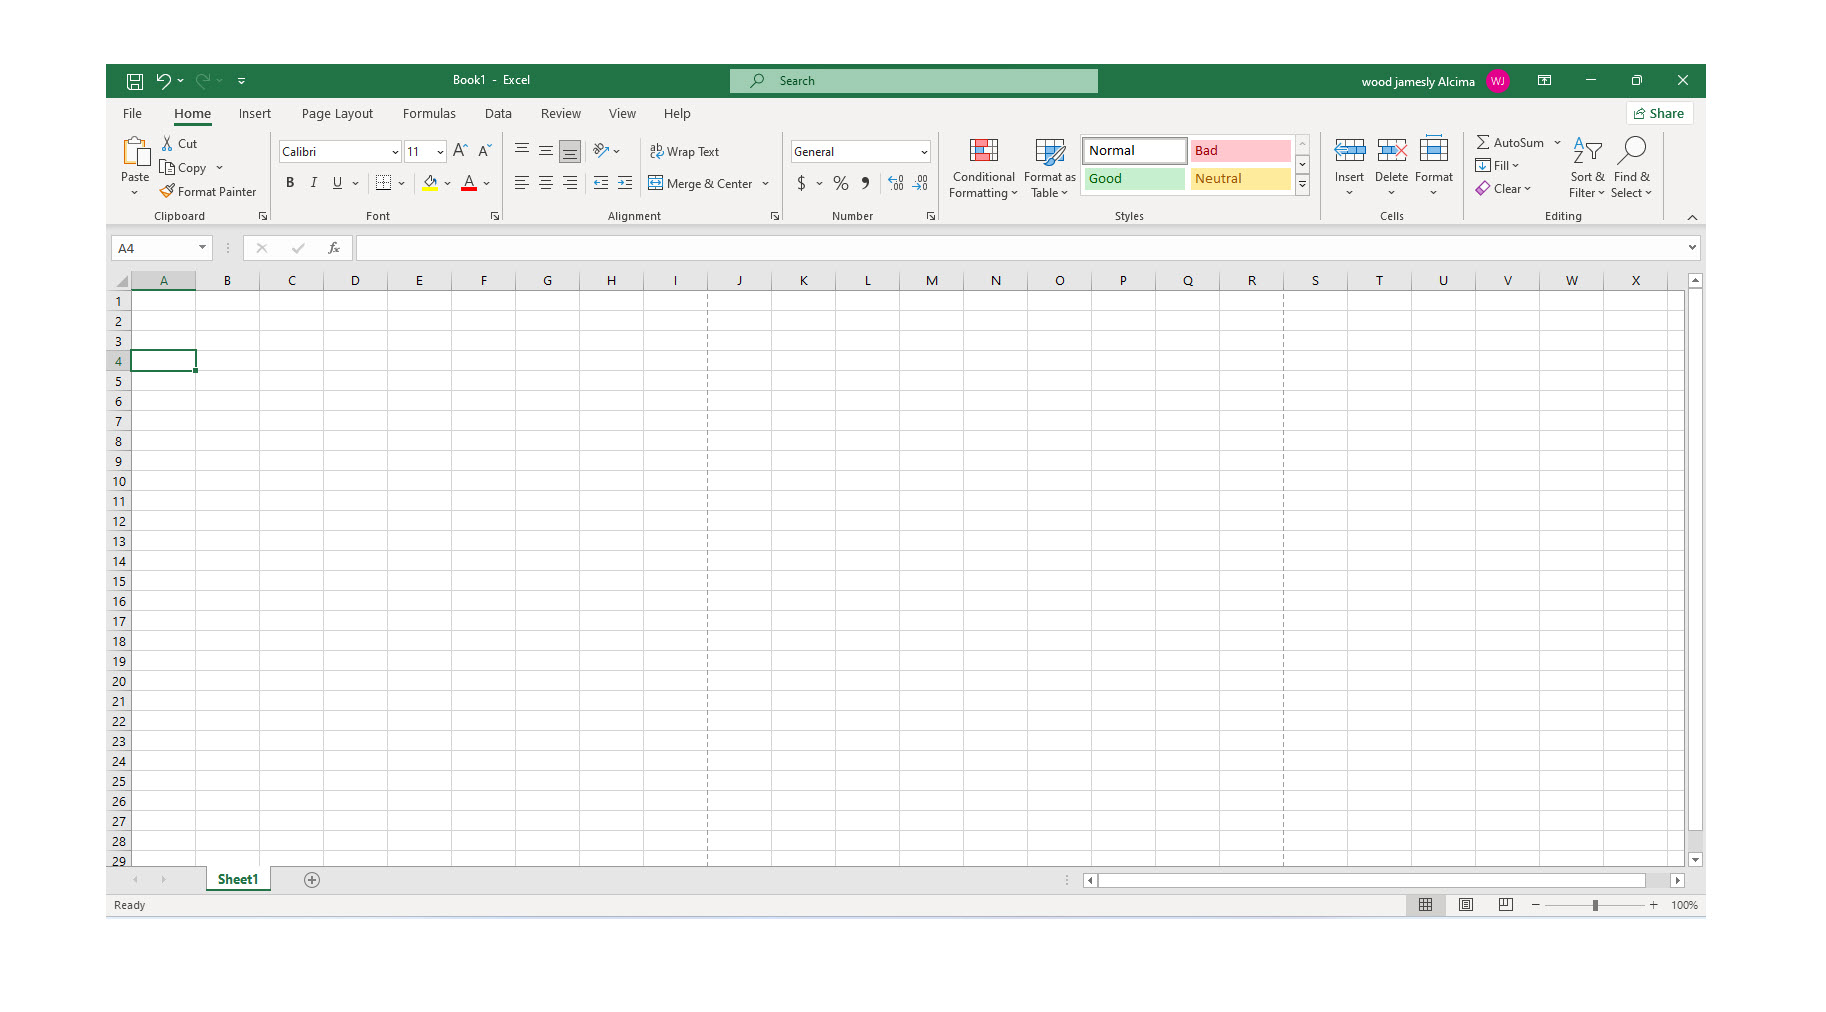 Book1 - Excel
Search
wood jamesly Alcima
WJ
File Home Insert Page Layout Formulas Data Review View Help
Share
Paste
Cut
Copy
Format Painter
Clipboard
Calibri 11
B I U
Font
Wrap Text
Merge & Center
Alignment
General
$ % 9
Number
Conditional Formatting
Format as Table
Normal Bad
Good Neutral
Styles
Insert Delete Format
Cells
AutoSum
Fill
Clear
Sort & Filter
Find & Select
Editing
A4
fx
A B C D E F G H I J K L M N O P Q R S T U V W X
1
2
3
4
5
6
7
8
9
10
11
12
13
14
15
16
17
18
19
20
21
22
23
24
25
26
27
28
29
Sheet1
Ready
100%